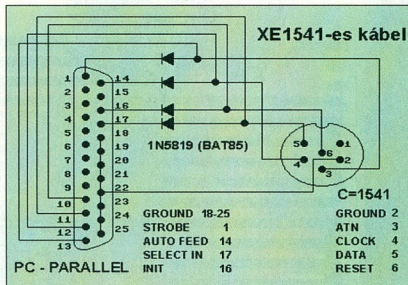 XE1541-es kábel
1
2
3
4
5
6
7
8
9
10
11
12
13
14
15
16
17
18
19
20
21
22
23
24
25
1N5819 (BAT85)
5
1
6
2
4
3
C=1541
GROUND 18-25
STROBE 1
AUTO FEED 14
SELECT IN 17
INIT 16
GROUND 2
ATN 3
CLOCK 4
DATA 5
RESET 6
PC - PARALLEL